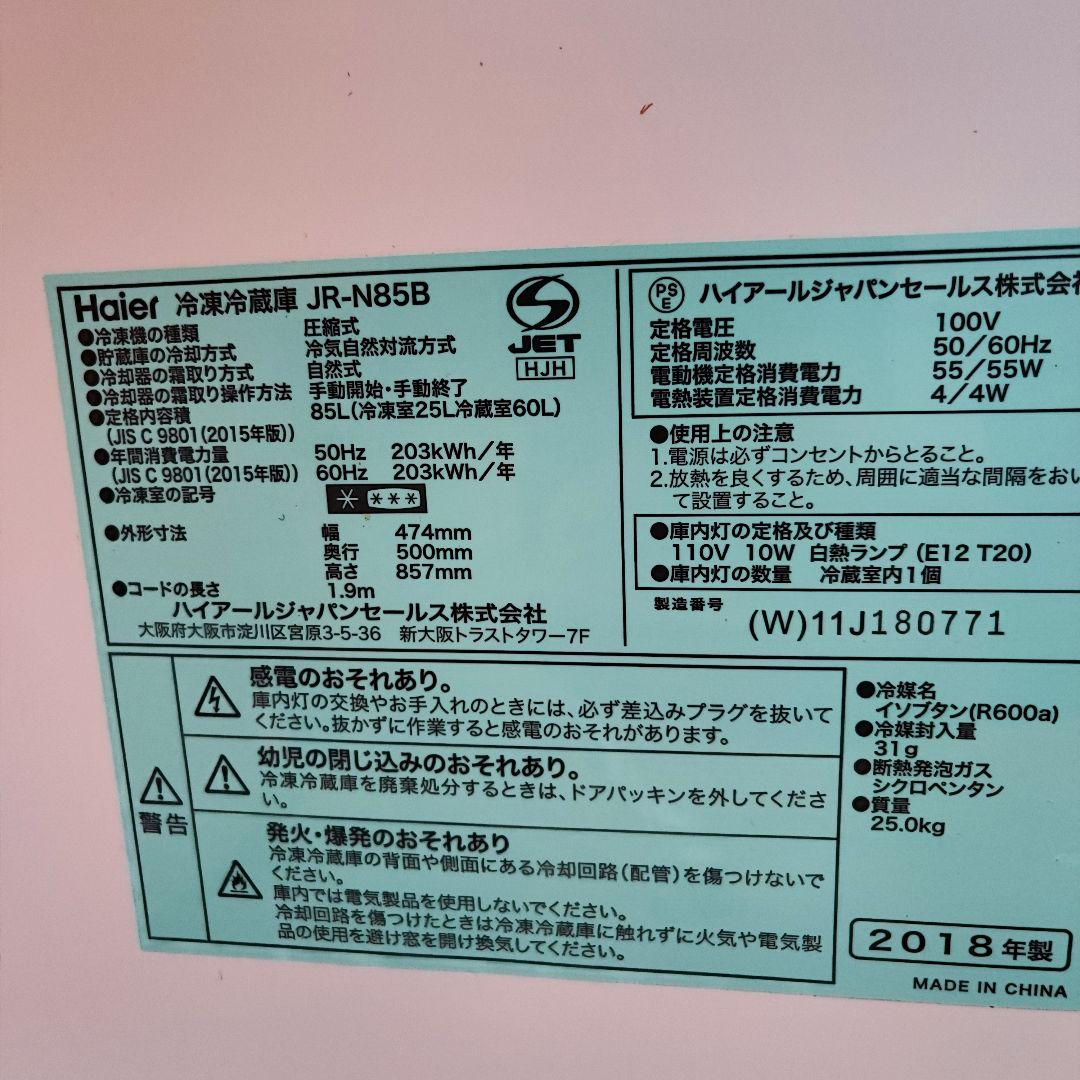 Haier 冷凍冷蔵庫 JR-N85B
●冷凍機の種類 圧縮式
●貯蔵庫の冷却方式 冷気自然対流方式
●冷却器の霜取り方式 自然式
●冷却器の霜取り操作方法 手動開始・手動終了
●定格内容積 85L(冷凍室25L冷蔵室60L)
(JIS C 9801(2015年版))
●年間消費電力量 50Hz 203kWh/年
(JIS C 9801(2015年版)) 60Hz 203kWh/年
●冷凍室の記号 * ***
●外形寸法 幅 474mm
奥行 500mm
高さ 857mm
●コードの長さ 1.9m
ハイアールジャパンセールス株式会社
大阪府大阪市淀川区宮原3-5-36 新大阪トラストタワー7F
JET
HJH
PSE ハイアールジャパンセールス株式会社
定格電圧 100V
定格周波数 50/60Hz
電動機定格消費電力 55/55W
電熱装置定格消費電力 4/4W
●使用上の注意
1.電源は必ずコンセントからとること。
2.放熱を良くするため、周囲に適当な間隔をおい
て設置すること。
●庫内灯の定格及び種類
110V 10W 白熱ランプ (E12 T20)
●庫内灯の数量 冷蔵室内1個
製造番号
(W)11J180771
警告
感電のおそれあり。
庫内灯の交換やお手入れのときには、必ず差込みプラグを抜いて
ください。抜かずに作業すると感電のおそれがあります。
幼児の閉じ込みのおそれあり。
冷凍冷蔵庫を廃棄処分するときは、ドアパッキンを外してくださ
い。
発火・爆発のおそれあり
冷凍冷蔵庫の背面や側面にある冷却回路(配管)を傷つけないで
ください。
庫内では電気製品を使用しないでください。
冷却回路を傷つけたときは冷凍冷蔵庫に触れずに火気や電気製
品の使用を避け窓を開け換気してください。
●冷媒名
イソブタン(R600a)
●冷媒封入量
31g
●断熱発泡ガス
シクロペンタン
●質量
25.0kg
2018年製
MADE IN CHINA